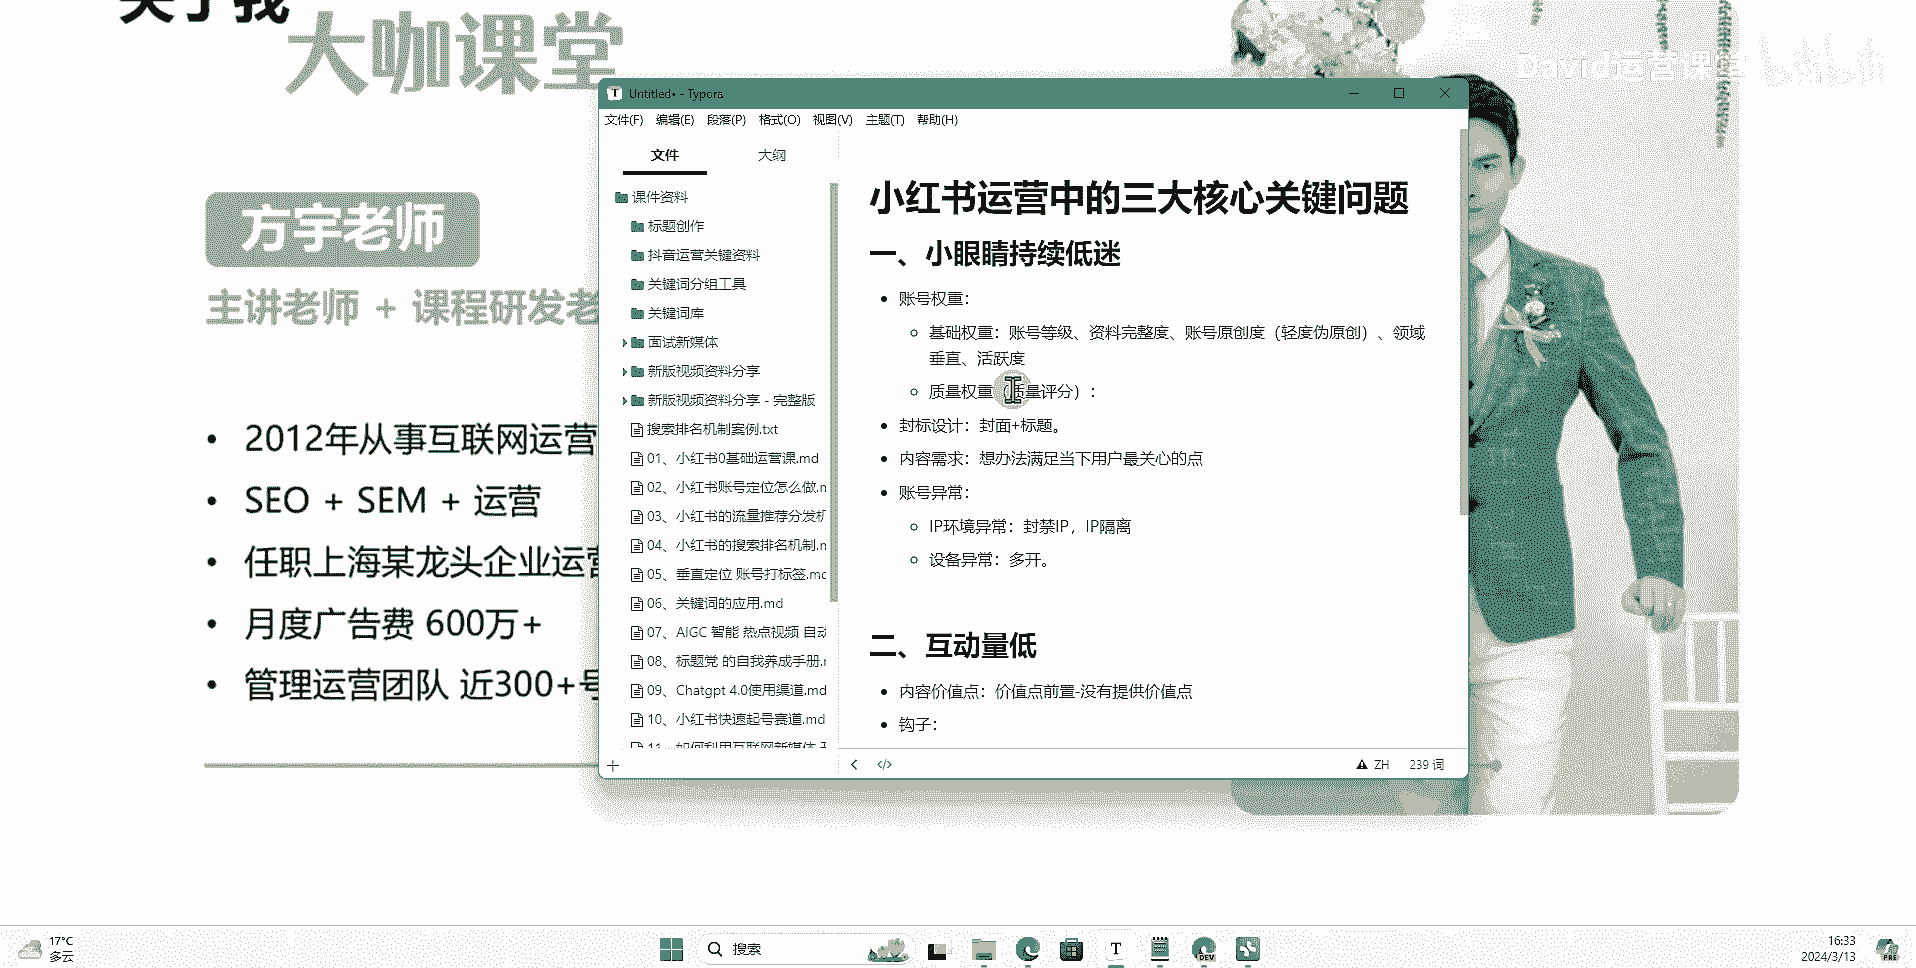 关于我
大咖课堂
David运营课堂
方宇老师
主讲老师 + 课程研发老
• 2012年从事互联网运营
• SEO + SEM + 运营
• 任职上海某龙头企业运营
• 月度广告费 600万+
• 管理运营团队 近300+号
Untitled• - Typora
文件(F) 编辑(E) 段落(P) 格式(O) 视图(V) 主题(T) 帮助(H)
文件 大纲
课件资料
标题创作
抖音运营关键资料
关键词分组工具
关键词库
面试新媒体
新版视频资料分享
新版视频资料分享 - 完整版
搜索排名机制案例.txt
01、小红书0基础运营课.md
02、小红书账号定位怎么做.m
03、小红书的流量推荐分发机
04、小红书的搜索排名机制.m
05、垂直定位 账号打标签.md
06、关键词的应用.md
07、AIGC 智能 热点视频 自动
08、标题党 的自我养成手册.m
09、Chatgpt 4.0使用渠道.md
10、小红书快速起号赛道.md
11、如何利用互联网新媒体
小红书运营中的三大核心关键问题
一、小眼睛持续低迷
• 账号权重：
基础权重：账号等级、资料完整度、账号原创度（轻度伪原创）、领域
垂直、活跃度
质量权重（质量评分）：
• 封标设计：封面+标题。
• 内容需求：想办法满足当下用户最关心的点
• 账号异常：
IP环境异常：封禁IP，IP隔离
设备异常：多开。
二、互动量低
• 内容价值点：价值点前置-没有提供价值点
• 钩子：
ZH 239 词
17°C
多云
搜索
DEV
16:33
2024/3/13
PRE